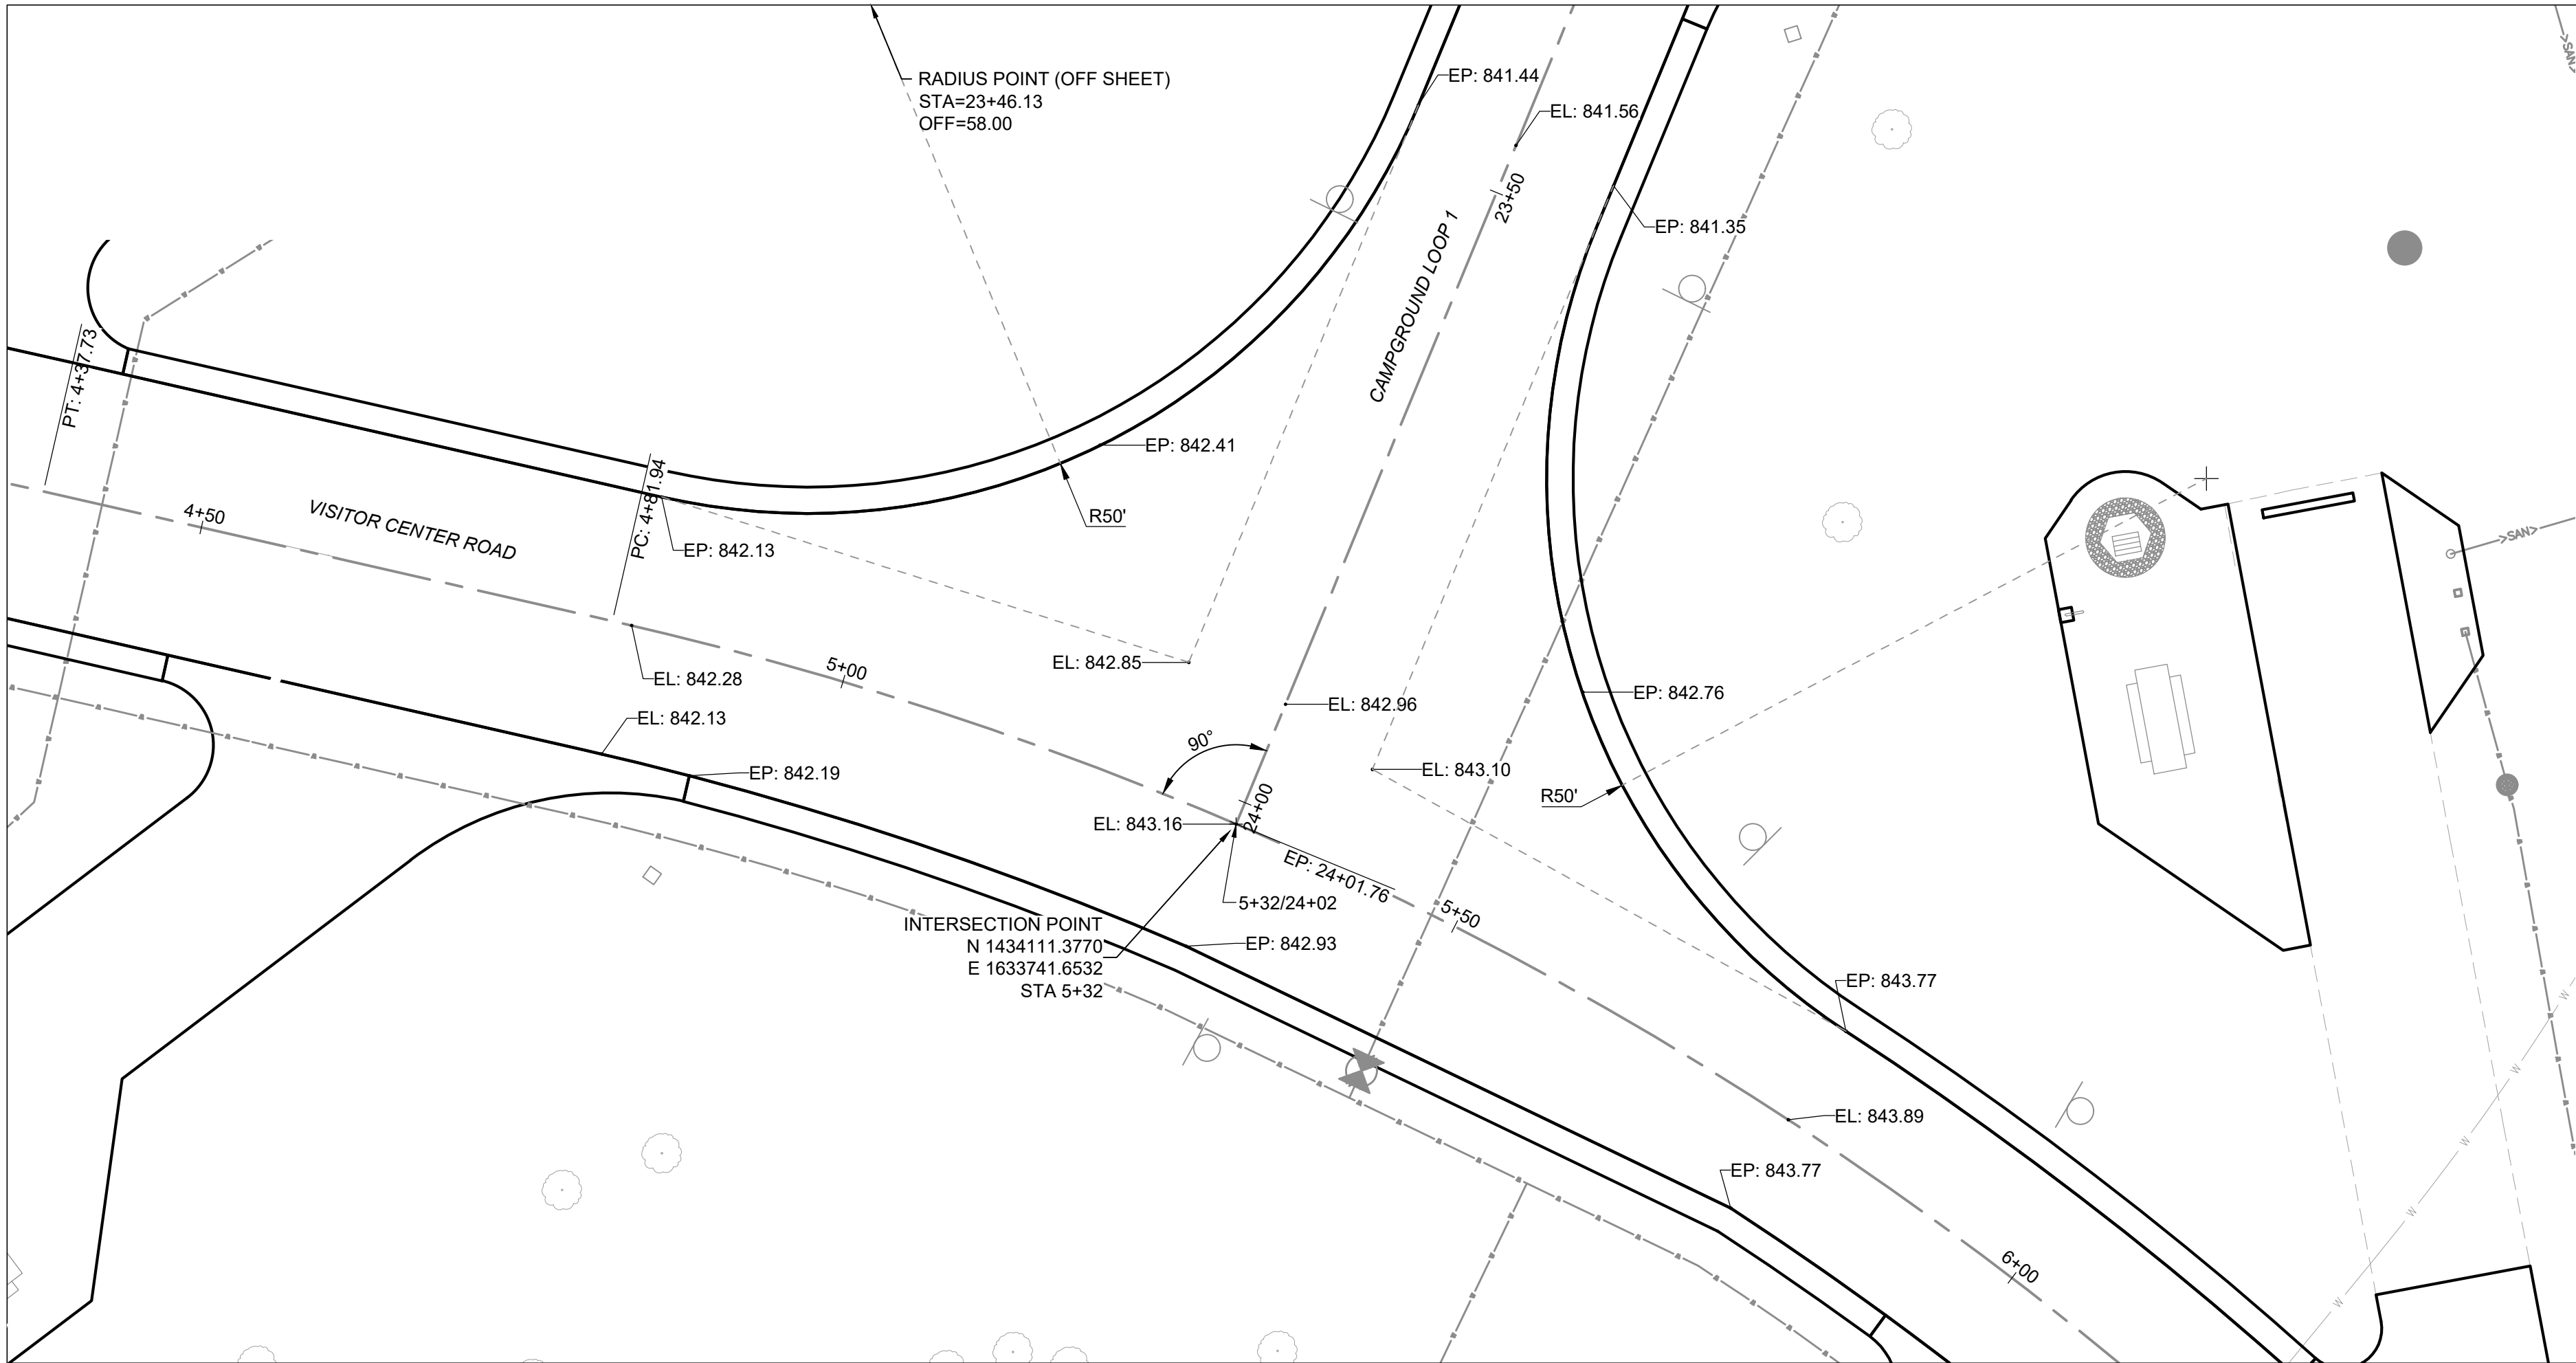 RADIUS POINT (OFF SHEET)
STA=23+46.13
OFF=58.00
EP: 841.44
EL: 841.56
23+50
EP: 841.35
CAMPGROUND LOOP 1
PT: 4+37.73
4+50
VISITOR CENTER ROAD
PC: 4+81.94
EP: 842.13
EP: 842.41
R50'
>SAN>
>SAN>
EL: 842.28
5+00
EL: 842.85
EP: 842.76
EL: 842.96
EL: 842.13
90°
EP: 842.19
EL: 843.10
R50'
24+00
EL: 843.16
EP: 24+01.76
5+32/24+02
5+50
INTERSECTION POINT
N 1434111.3770
E 1633741.6532
STA 5+32
EP: 842.93
EP: 843.77
EL: 843.89
EP: 843.77
6+00
W
W
W
W
W